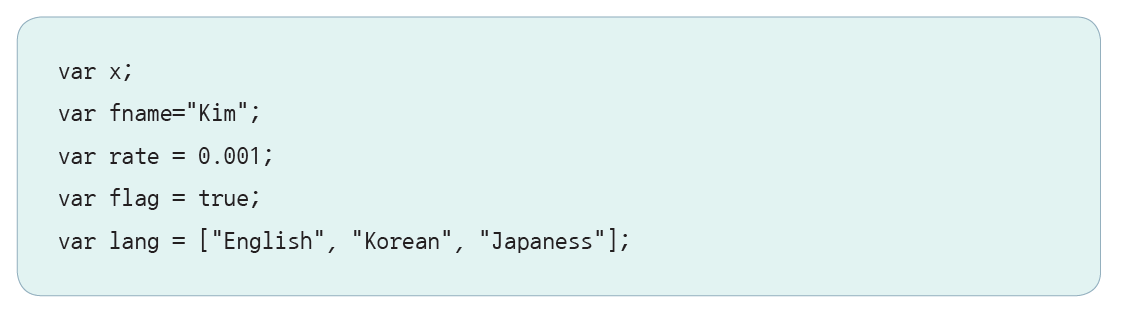 var x;
var fname="Kim";
var rate = 0.001;
var flag = true;
var lang = ["English", "Korean", "Japaness"];